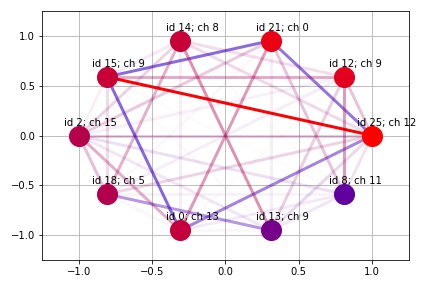 id 14; ch 8
id 21; ch 0
id 15; ch 9
id 12; ch 9
id 2; ch 15
id 25; ch 12
id 18; ch 5
id 8; ch 11
id 0; ch 13
id 13; ch 9
1.0
0.5
0.0
−0.5
−1.0
−1.0
−0.5
0.0
0.5
1.0